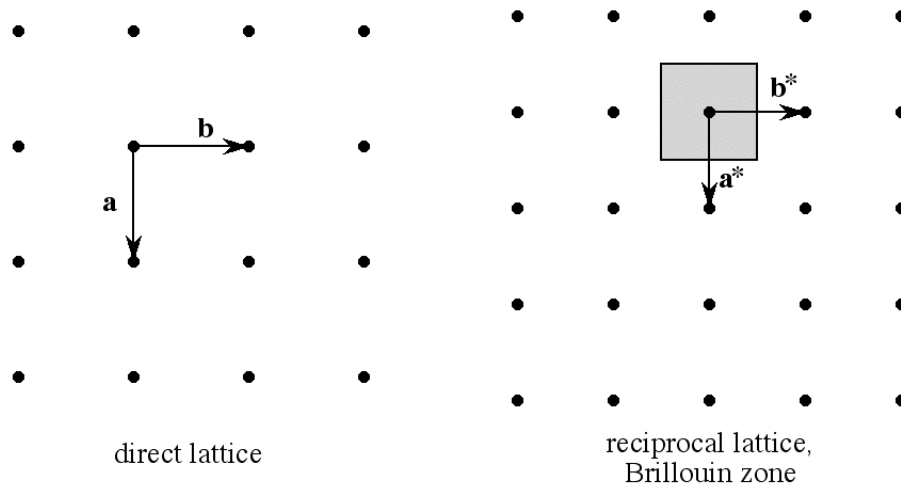 b
a
b*
a*
direct lattice
reciprocal lattice,
Brillouin zone